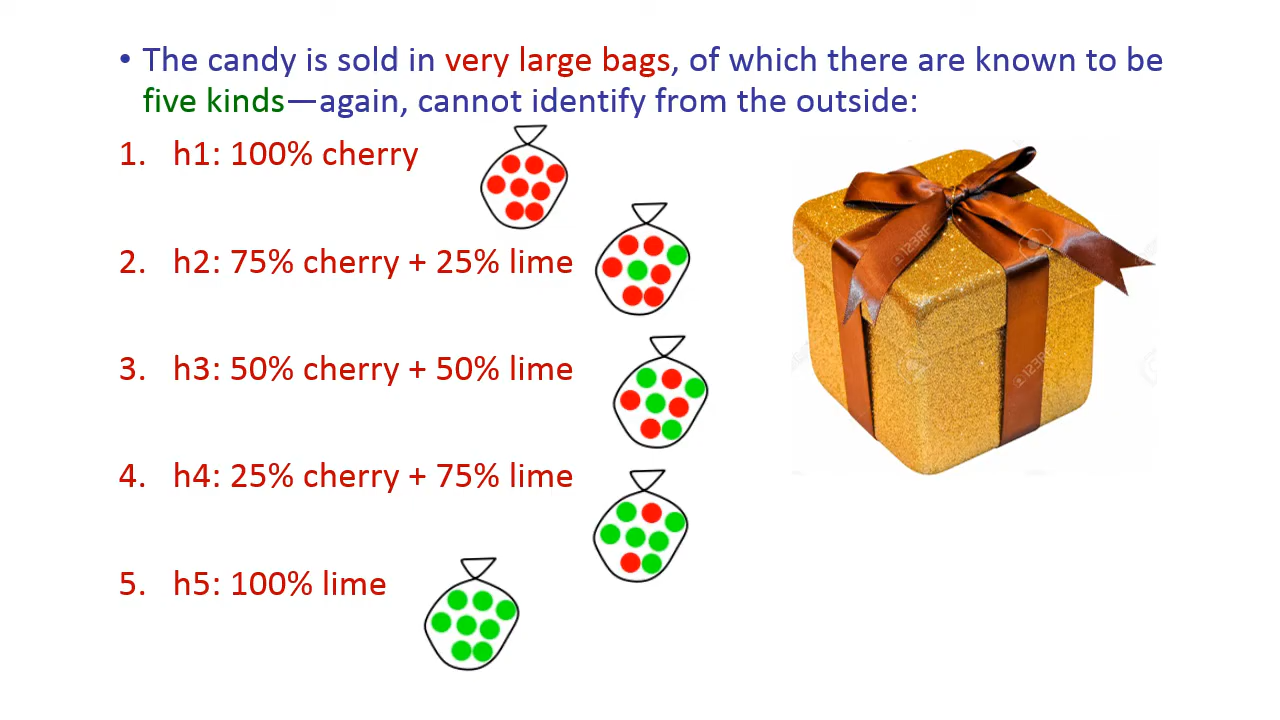 • The candy is sold in very large bags, of which there are known to be
five kinds—again, cannot identify from the outside:
1. h1: 100% cherry
2. h2: 75% cherry + 25% lime
3. h3: 50% cherry + 50% lime
4. h4: 25% cherry + 75% lime
5. h5: 100% lime
123RF
123RF